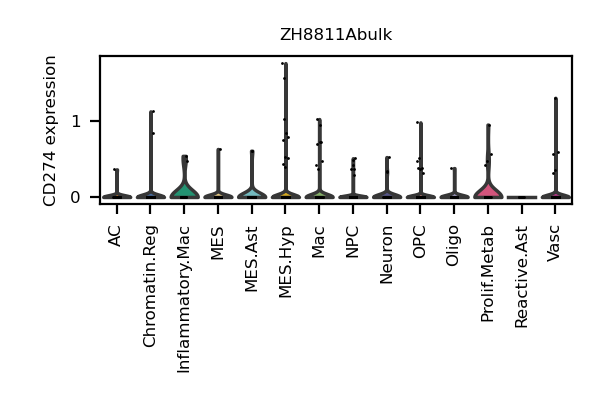 ZH8811Abulk
CD274 expression
1
0
AC
Chromatin.Reg
Inflammatory.Mac
MES
MES.Ast
MES.Hyp
Mac
NPC
Neuron
OPC
Oligo
Prolif.Metab
Reactive.Ast
Vasc